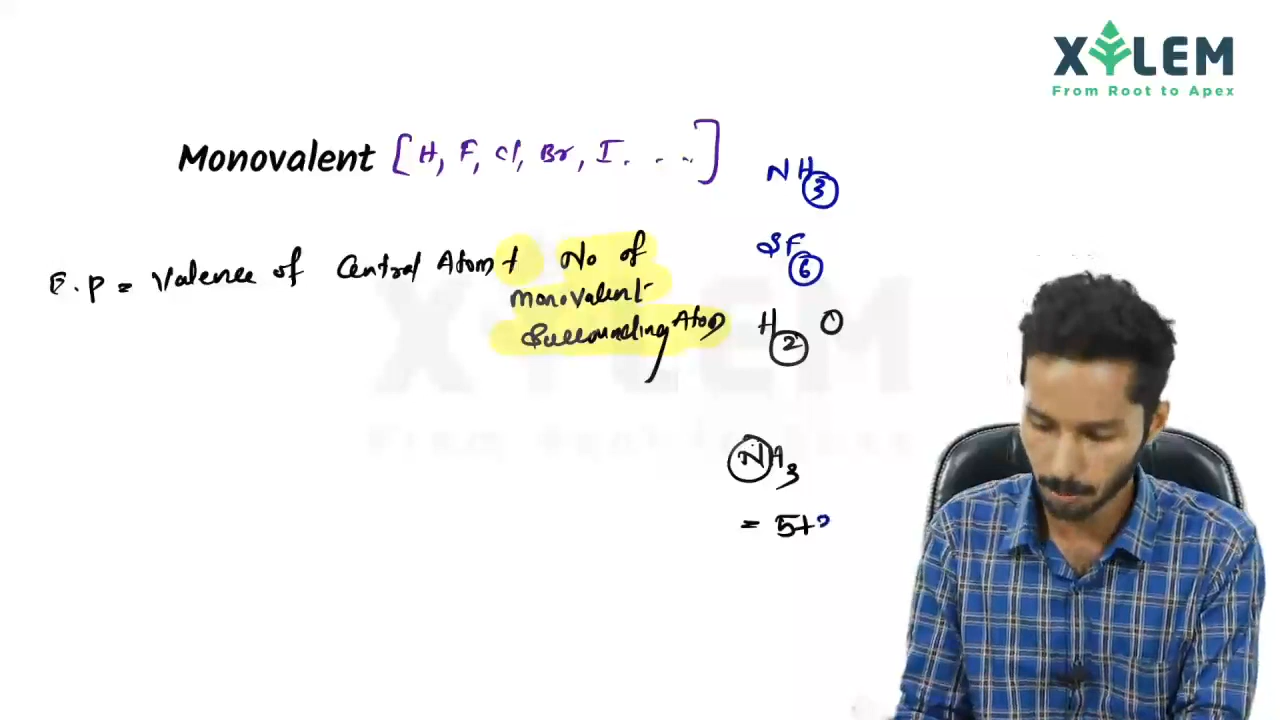 XYLEM
From Root to Apex
Monovalent [H, F, Cl, Br, I. ...]
NH3
SF6
E.P = Valence of Central Atom + No of
monovalent
Surrounding Atom
H2O
NH3
= 5+